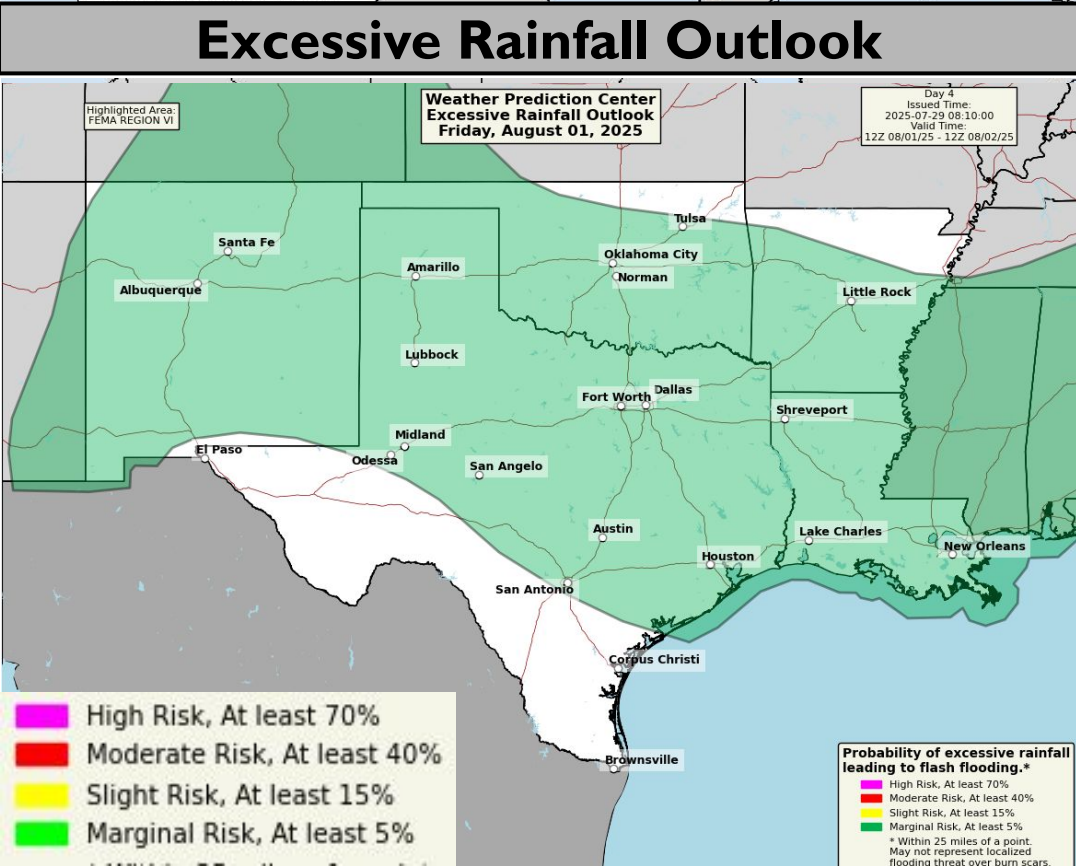 Excessive Rainfall Outlook
Highlighted Area:
FEMA REGION VI
Weather Prediction Center
Excessive Rainfall Outlook
Friday, August 01, 2025
Day 4
Issued Time:
2025-07-29 08:10:00
Valid Time:
12Z 08/01/25 - 12Z 08/02/25
Tulsa
Santa Fe
Oklahoma City
Amarillo
Norman
Albuquerque
Little Rock
Lubbock
Dallas
Fort Worth
Shreveport
Midland
El Paso
Odessa
San Angelo
Austin
Lake Charles
New Orleans
Houston
San Antonio
Corpus Christi
Brownsville
High Risk, At least 70%
Moderate Risk, At least 40%
Slight Risk, At least 15%
Marginal Risk, At least 5%
Probability of excessive rainfall
leading to flash flooding.*
High Risk, At least 70%
Moderate Risk, At least 40%
Slight Risk, At least 15%
Marginal Risk, At least 5%
* Within 25 miles of a point.
May not represent localized
flooding threat over burn scars.